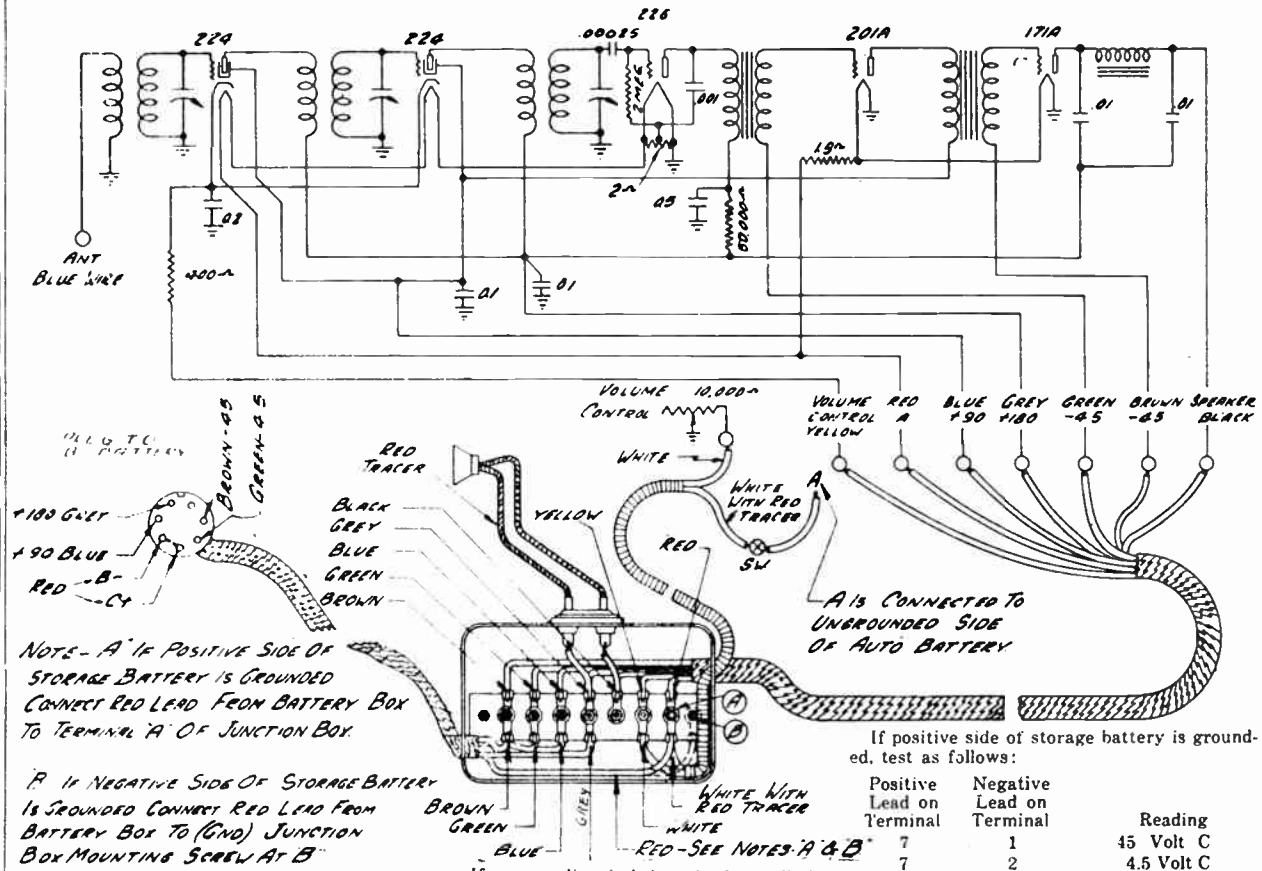 224
224
226
.00025
2 MEG
.001
201A
171A
.01
.01
2Ω
.05
1.9Ω
ANT
BLUE WIRE
400Ω
0.1
.01
VOLUME 10,000Ω
CONTROL
VOLUME CONTROL YELLOW
RED A
BLUE +90
GREY +180
GREEN -4.5
BROWN -45
SPEAKER BLACK
PLUG TO
B BATTERY
BROWN -45
GREEN -4.5
+180 GREY
+90 BLUE
RED
B-
C+
RED
TRACER
BLACK
GREY
BLUE
GREEN
BROWN
YELLOW
WHITE
WHITE
WITH RED
TRACER
SW
A
RED
A IS CONNECTED TO
UNGROUNDED SIDE
OF AUTO BATTERY
A
B
NOTE - A IF POSITIVE SIDE OF
STORAGE BATTERY IS GROUNDED
CONNECT RED LEAD FROM BATTERY BOX
TO TERMINAL "A" OF JUNCTION BOX.
B IF NEGATIVE SIDE OF STORAGE BATTERY
IS GROUNDED CONNECT RED LEAD FROM
BATTERY BOX TO (GND) JUNCTION
BOX MOUNTING SCREW AT B
BROWN
GREEN
BLUE
GREY
WHITE
WHITE WITH
RED TRACER
RED - SEE NOTES A & B
If positive side of storage battery is ground-
ed, test as follows:
Positive Negative
Lead on Lead on
Terminal Terminal Reading
7 1 45 Volt C
7 2 4.5 Volt C